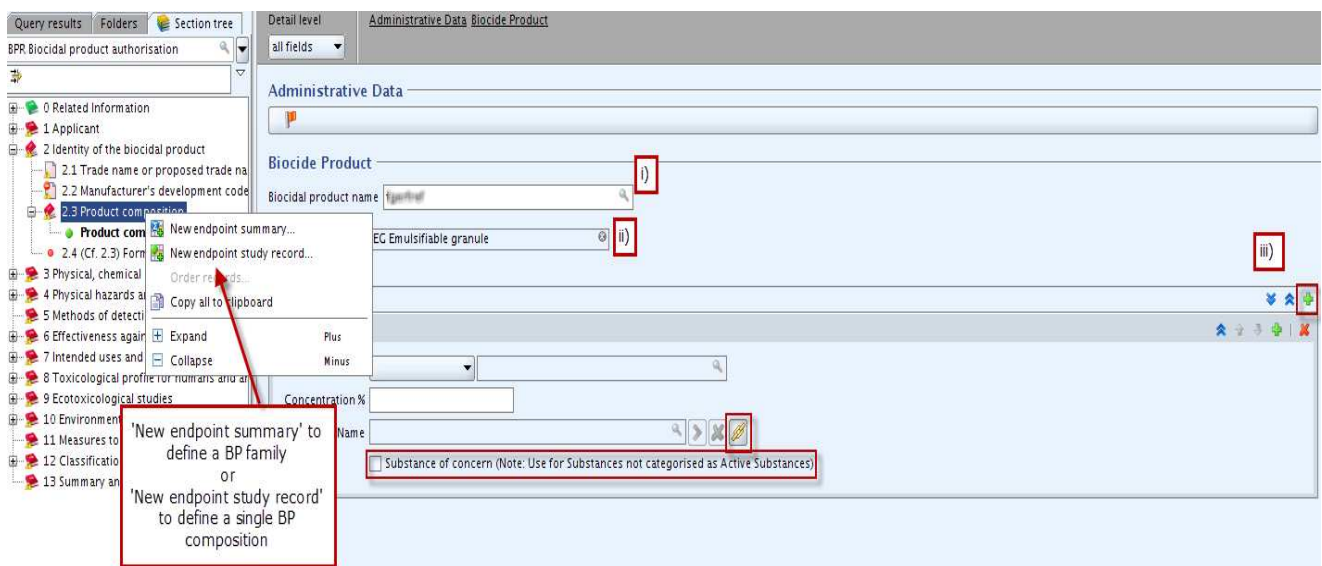 Query results Folders Section tree
BPR Biocidal product authorisation
0 Related Information
1 Applicant
2 Identity of the biocidal product
2.1 Trade name or proposed trade na
2.2 Manufacturer's development code
2.3 Product composition
Product com
2.4 (Cf. 2.3) Form
3 Physical, chemical
4 Physical hazards a
5 Methods of detecti
6 Effectiveness again
7 Intended uses and
8 Toxicological profile for humans and an
9 Ecotoxicological studies
10 Environment
11 Measures to
12 Classificatio
13 Summary an
New endpoint summary...
New endpoint study record...
Order records...
Copy all to clipboard
Expand Plus
Collapse Minus
'New endpoint summary' to
define a BP family
or
'New endpoint study record'
to define a single BP
composition
Detail level Administrative Data Biocide Product
all fields
Administrative Data
Biocide Product
i)
Biocidal product name
EG Emulsifiable granule ii)
iii)
Concentration %
Name
Substance of concern (Note: Use for Substances not categorised as Active Substances)